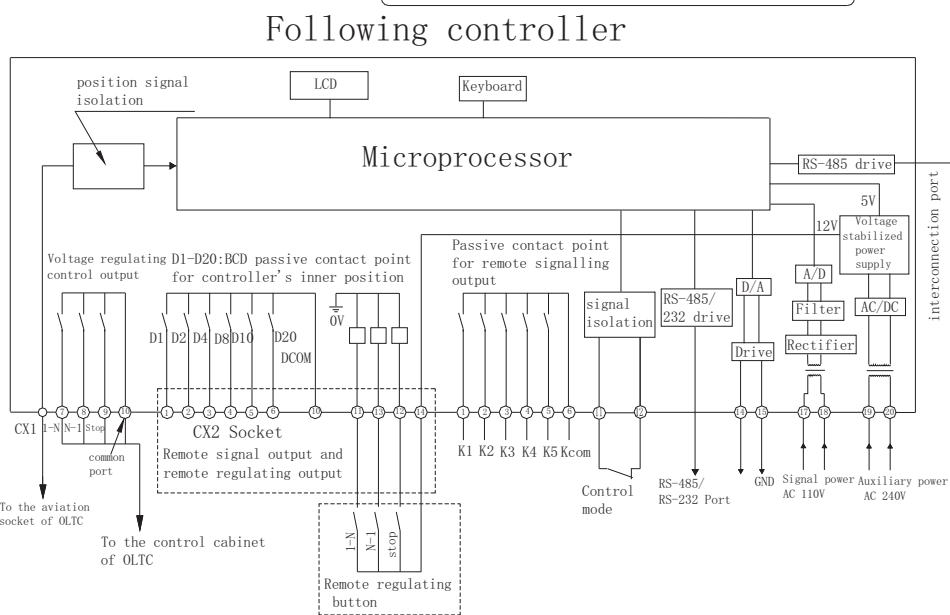 Following controller
position signal
isolation
LCD
Keyboard
Microprocessor
RS-485 drive
interconnection port
5V
12V
Voltage
stabilized
power
supply
Voltage regulating
control output
D1-D20:BCD passive contact point
for controller's inner position
Passive contact point
for remote signalling
output
0V
signal
isolation
RS-485/
232 drive
D/A
A/D
Filter
AC/DC
Rectifier
Drive
D1 D2 D4 D8 D10 D20
DCOM
7 8 9 10 1 2 3 4 5 6 10 11 13 12 14 1 2 3 4 5 6 11 12 14 15 17 18 19 20
CX1 1-N N-1 Stop
CX2 Socket
K1 K2 K3 K4 K5 Kcom
common
port
Remote signal output and
remote regulating output
Control
mode
RS-485/
RS-232 Port
GND
Signal power
AC 110V
Auxiliary power
AC 240V
To the aviation
socket of OLTC
To the control cabinet
of OLTC
1-N N-1 stop
Remote regulating
button